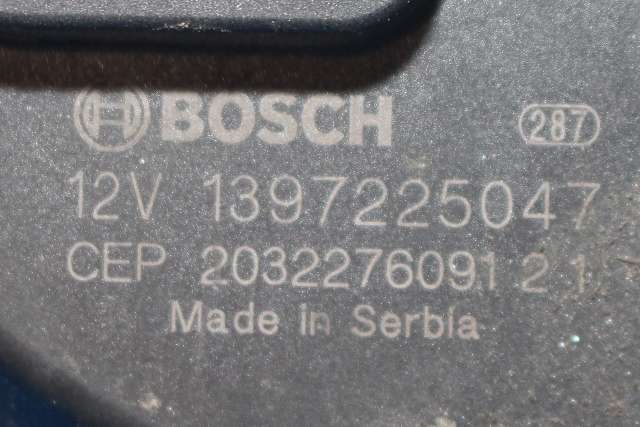 BOSCH 287
12V 1397225047
CEP 2032276091 2 1
Made in Serbia